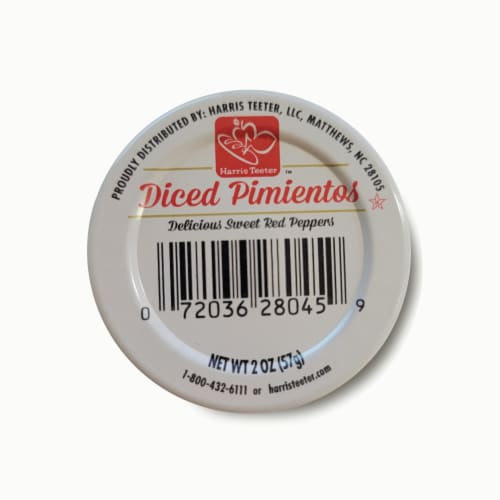 PROUDLY DISTRIBUTED BY: HARRIS TEETER, LLC, MATTHEWS, NC 28105
Harris Teeter ™
Diced Pimientos
Delicious Sweet Red Peppers
0 72036 28045 9
NET WT 2 OZ (57g)
1-800-432-6111 or harristeeter.com